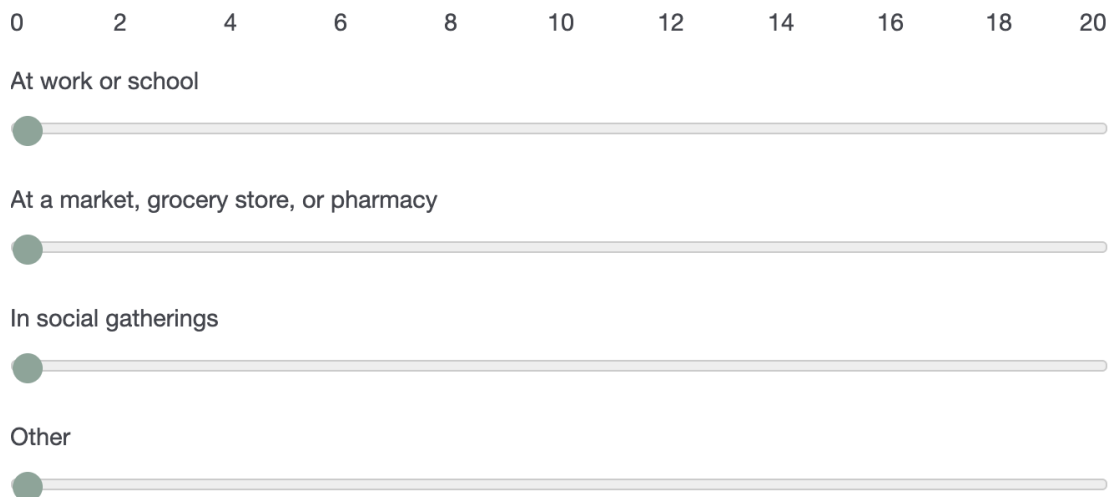 0 2 4 6 8 10 12 14 16 18 20
At work or school
At a market, grocery store, or pharmacy
In social gatherings
Other